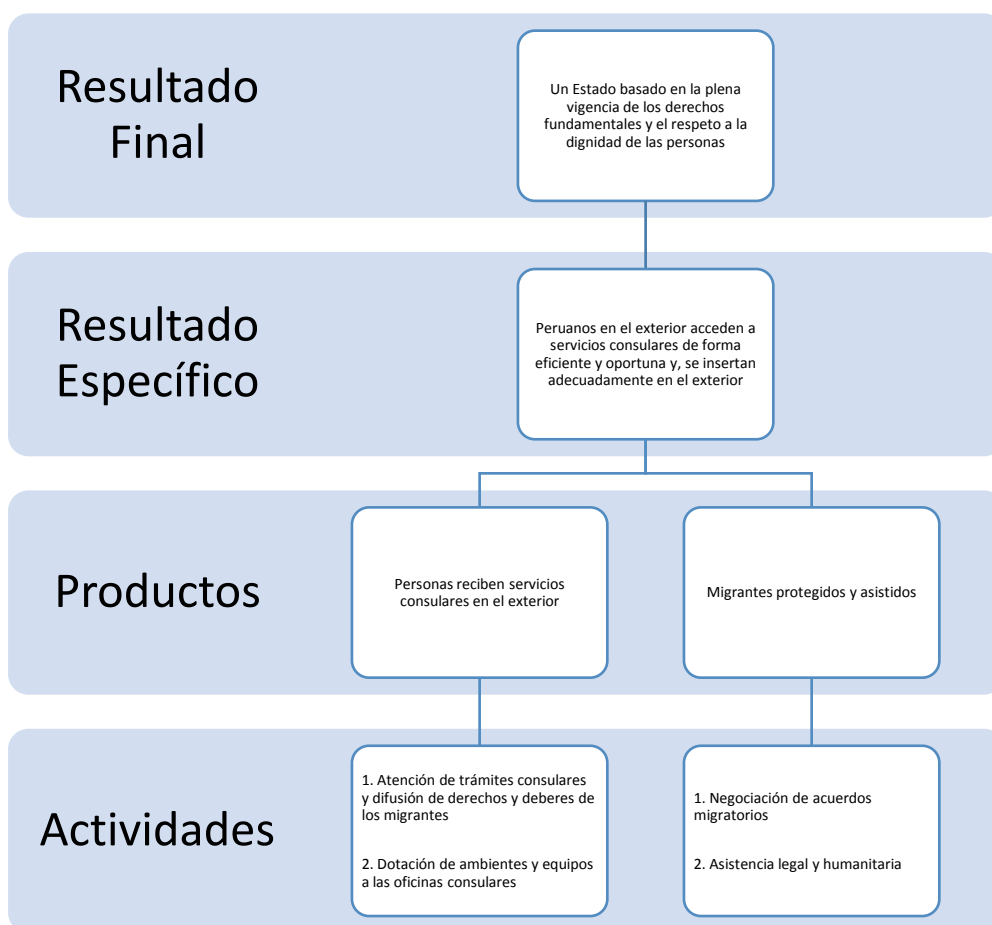 Resultado
Final
Un Estado basado en la plena
vigencia de los derechos
fundamentales y el respeto a la
dignidad de las personas
Resultado
Específico
Peruanos en el exterior acceden a
servicios consulares de forma
eficiente y oportuna y, se insertan
adecuadamente en el exterior
Productos
Personas reciben servicios
consulares en el exterior
Migrantes protegidos y asistidos
Actividades
1. Atención de trámites consulares
y difusión de derechos y deberes de
los migrantes
2. Dotación de ambientes y equipos
a las oficinas consulares
1. Negociación de acuerdos
migratorios
2. Asistencia legal y humanitaria